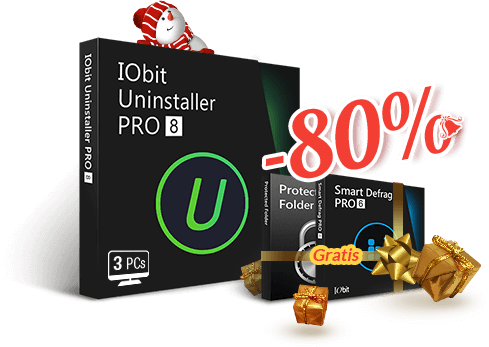 IObit
Uninstaller
PRO 8
IObit Uninstaller PRO 8
3 PCs
-80%
Protected Folder
Protec
Folder
Smart Defrag PRO 6
Smart Defrag
PRO 6
Gratis
IObit